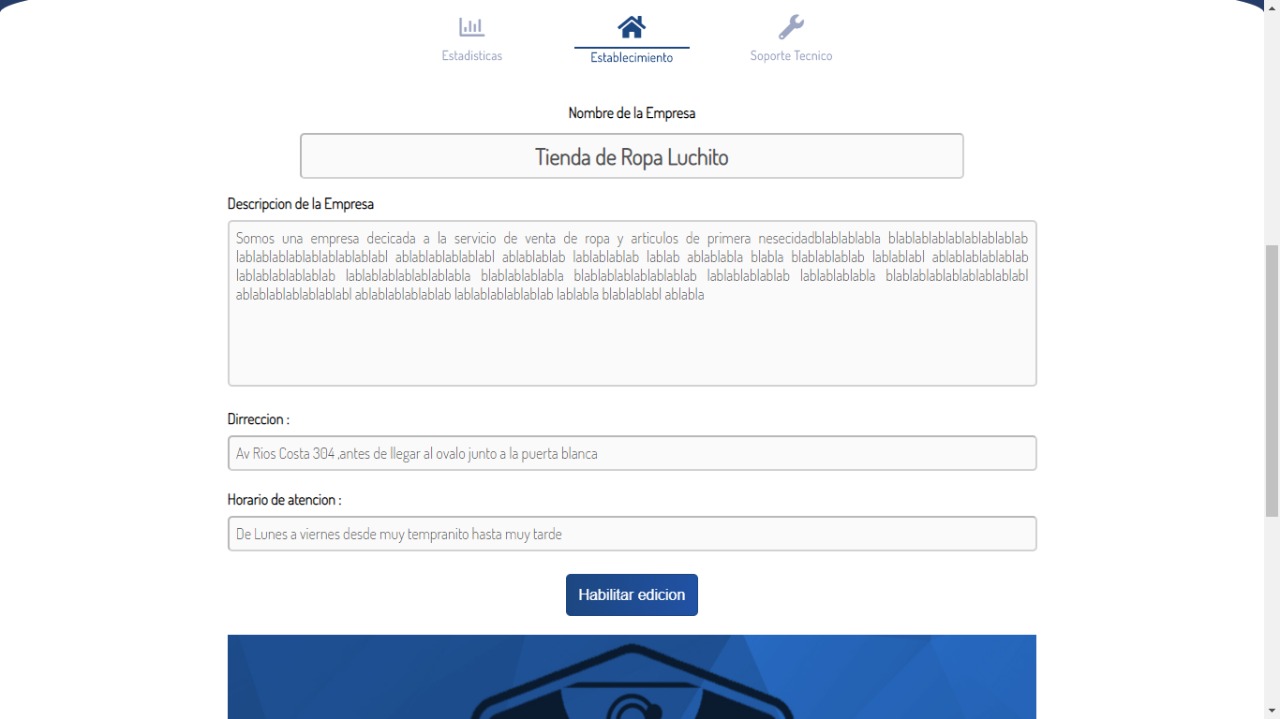 Estadisticas
Establecimiento
Soporte Tecnico
Nombre de la Empresa
Tienda de Ropa Luchito
Descripcion de la Empresa
Somos una empresa decicada a la servicio de venta de ropa y articulos de primera nesecidadblablablabla blablablablablablablablab
lablablablablablablablabl ablablablablablabl ablablablab lablablablab lablab ablablabla blabla blablablablab lablablabl ablablablablablab
lablablablablablab lablablablablablablabla blablablablabla blablablablablablablab lablablablablab lablablablabla blablablablablablablablabl
ablablablablablablabl ablablablablablab lablablablablablab lablabla blablablabl ablabla
Dirreccion :
Av Rios Costa 304 ,antes de llegar al ovalo junto a la puerta blanca
Horario de atencion :
De Lunes a viernes desde muy tempranito hasta muy tarde
Habilitar edicion